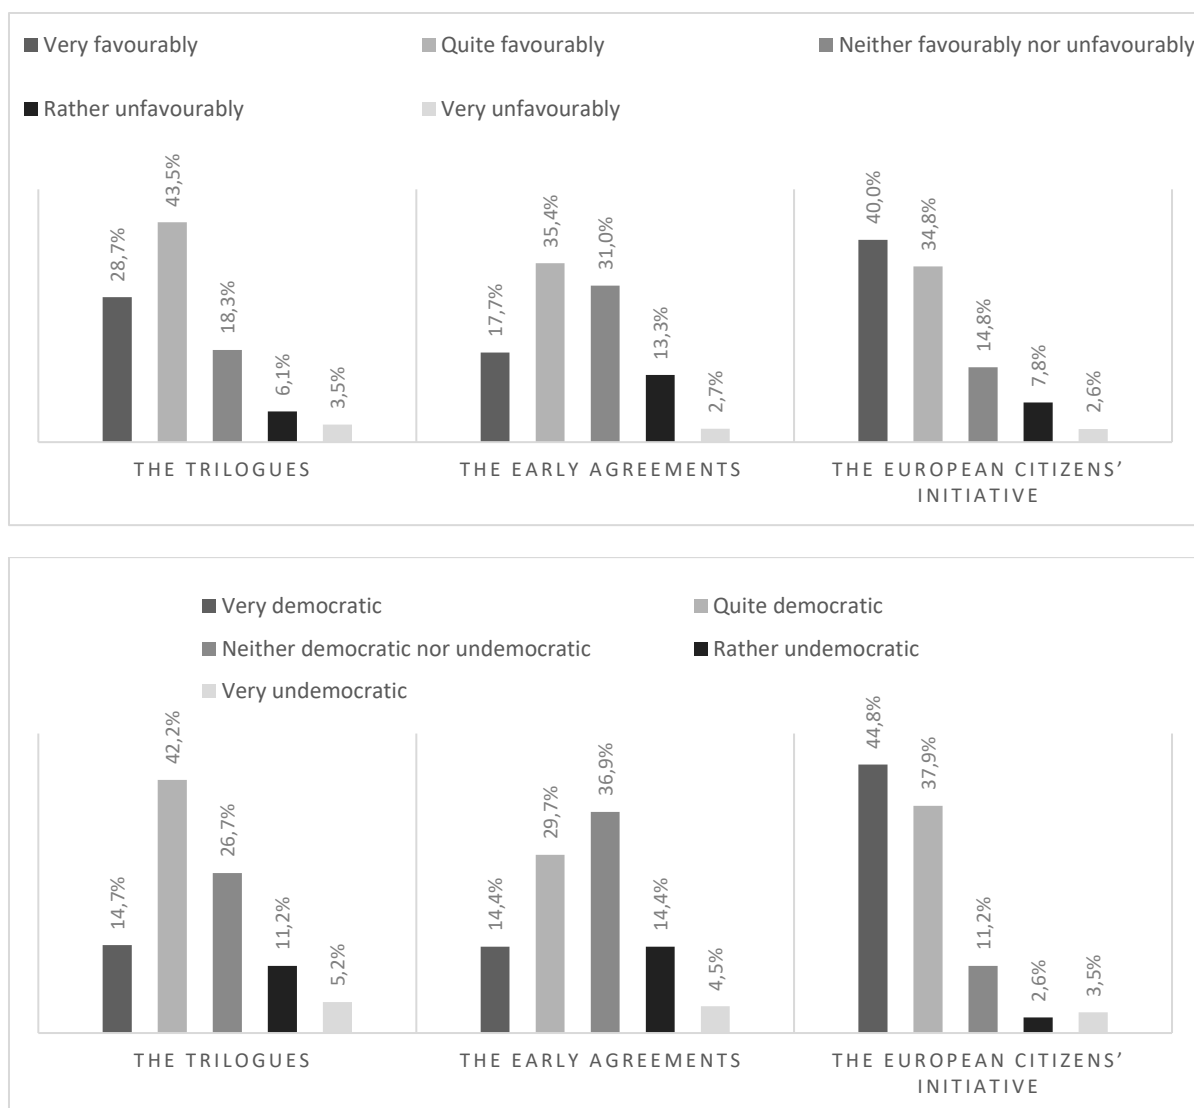 Very favourably
Quite favourably
Neither favourably nor unfavourably
Rather unfavourably
Very unfavourably
28,7%
43,5%
18,3%
6,1%
3,5%
17,7%
35,4%
31,0%
13,3%
2,7%
40,0%
34,8%
14,8%
7,8%
2,6%
THE TRILOGUES
THE EARLY AGREEMENTS
THE EUROPEAN CITIZENS’
INITIATIVE
Very democratic
Quite democratic
Neither democratic nor undemocratic
Rather undemocratic
Very undemocratic
14,7%
42,2%
26,7%
11,2%
5,2%
14,4%
29,7%
36,9%
14,4%
4,5%
44,8%
37,9%
11,2%
2,6%
3,5%
THE TRILOGUES
THE EARLY AGREEMENTS
THE EUROPEAN CITIZENS’
INITIATIVE